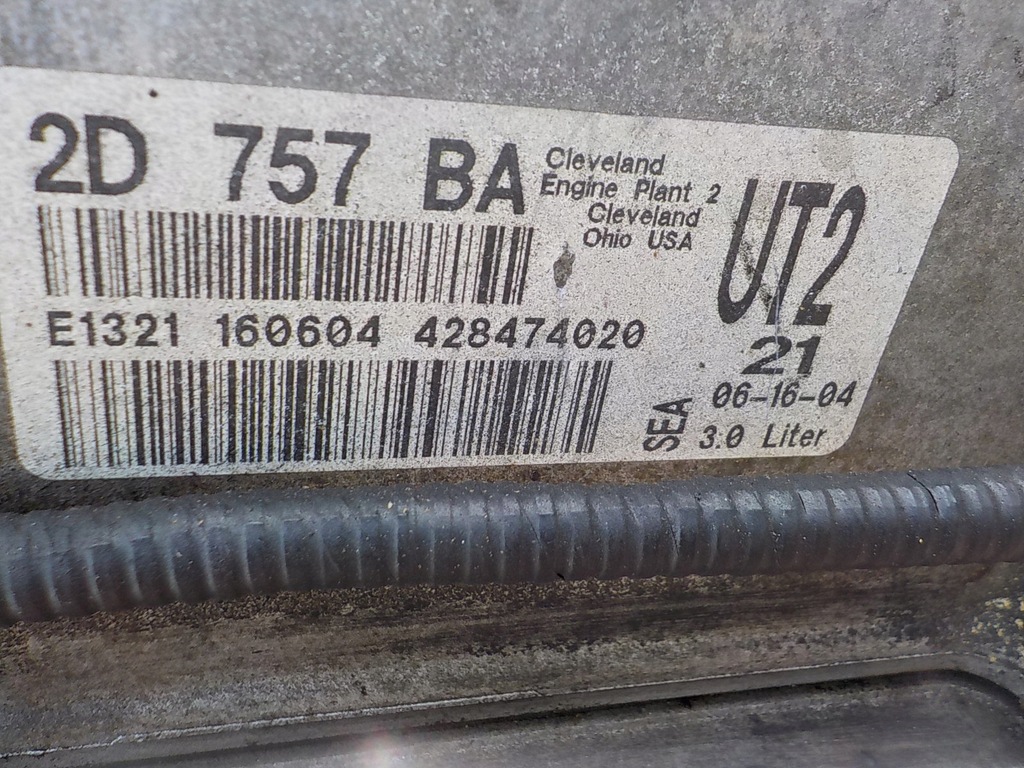 2D 757 BA
Cleveland
Engine Plant 2
Cleveland
Ohio USA
UT2
21
E1321 160604 428474020
06-16-04
SEA
3.0 Liter